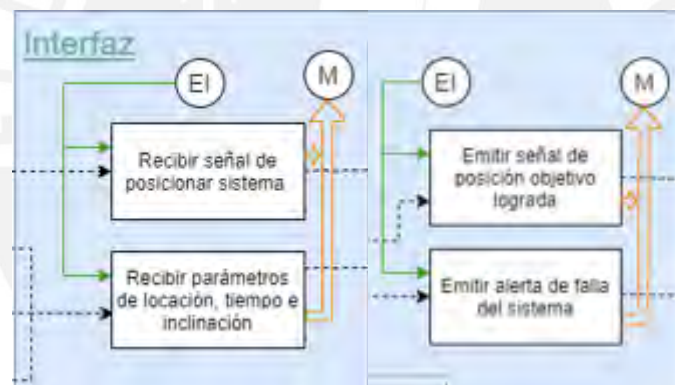 Interfaz
EI
M
Recibir señal de
posicionar sistema
Recibir parámetros
de locación, tiempo e
inclinación
EI
M
Emitir señal de
posición objetivo
lograda
Emitir alerta de falla
del sistema